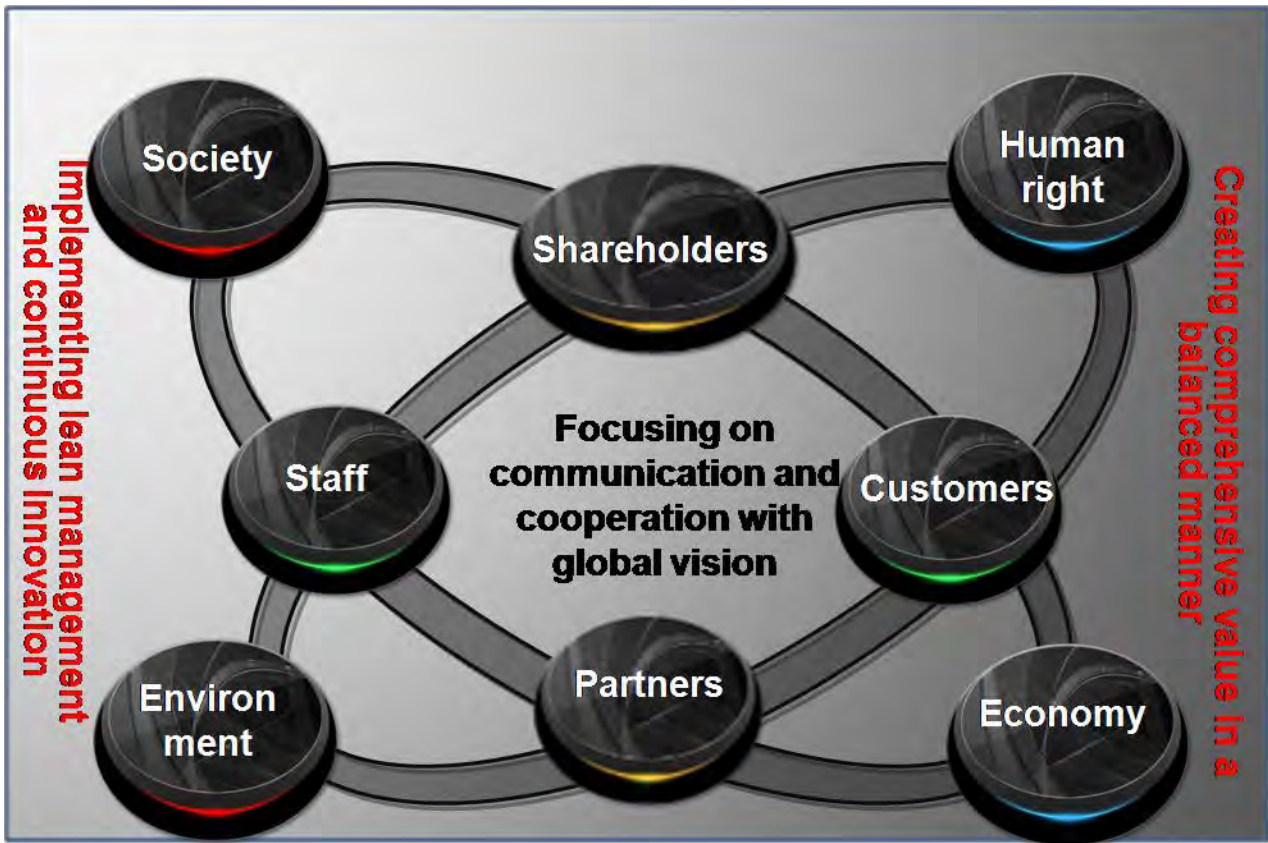 Society
Human
right
Shareholders
Implementing lean management
and continuous innovation
Creating comprehensive value in a
balanced manner
Staff
Focusing on
communication and
cooperation with
global vision
Customers
Environ
ment
Partners
Economy